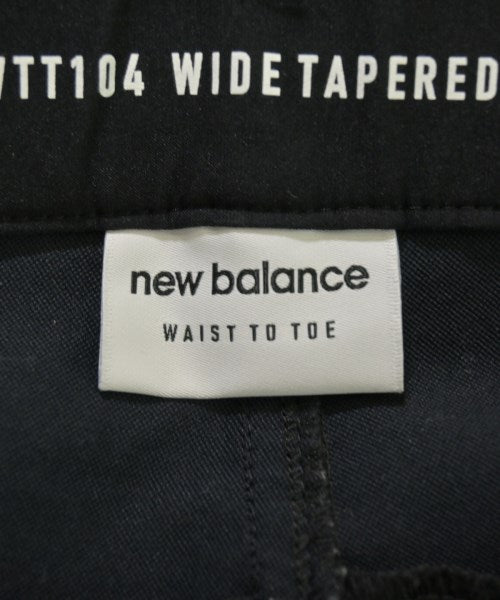 WTT104 WIDE TAPERED
new balance
WAIST TO TOE